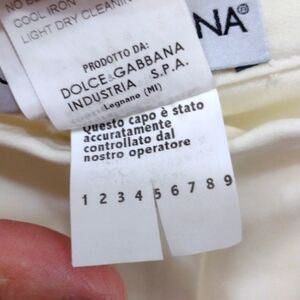 COOL IRON
LIGHT DRY CLEANING
NA®
PRODOTTO DA:
DOLCE&GABBANA
INDUSTRIA S.P.A.
Legnano (MI)
Questo capo è stato
accuratamente
controllato dal
nostro operatore
1 2 3 4 5 6 7 8 9